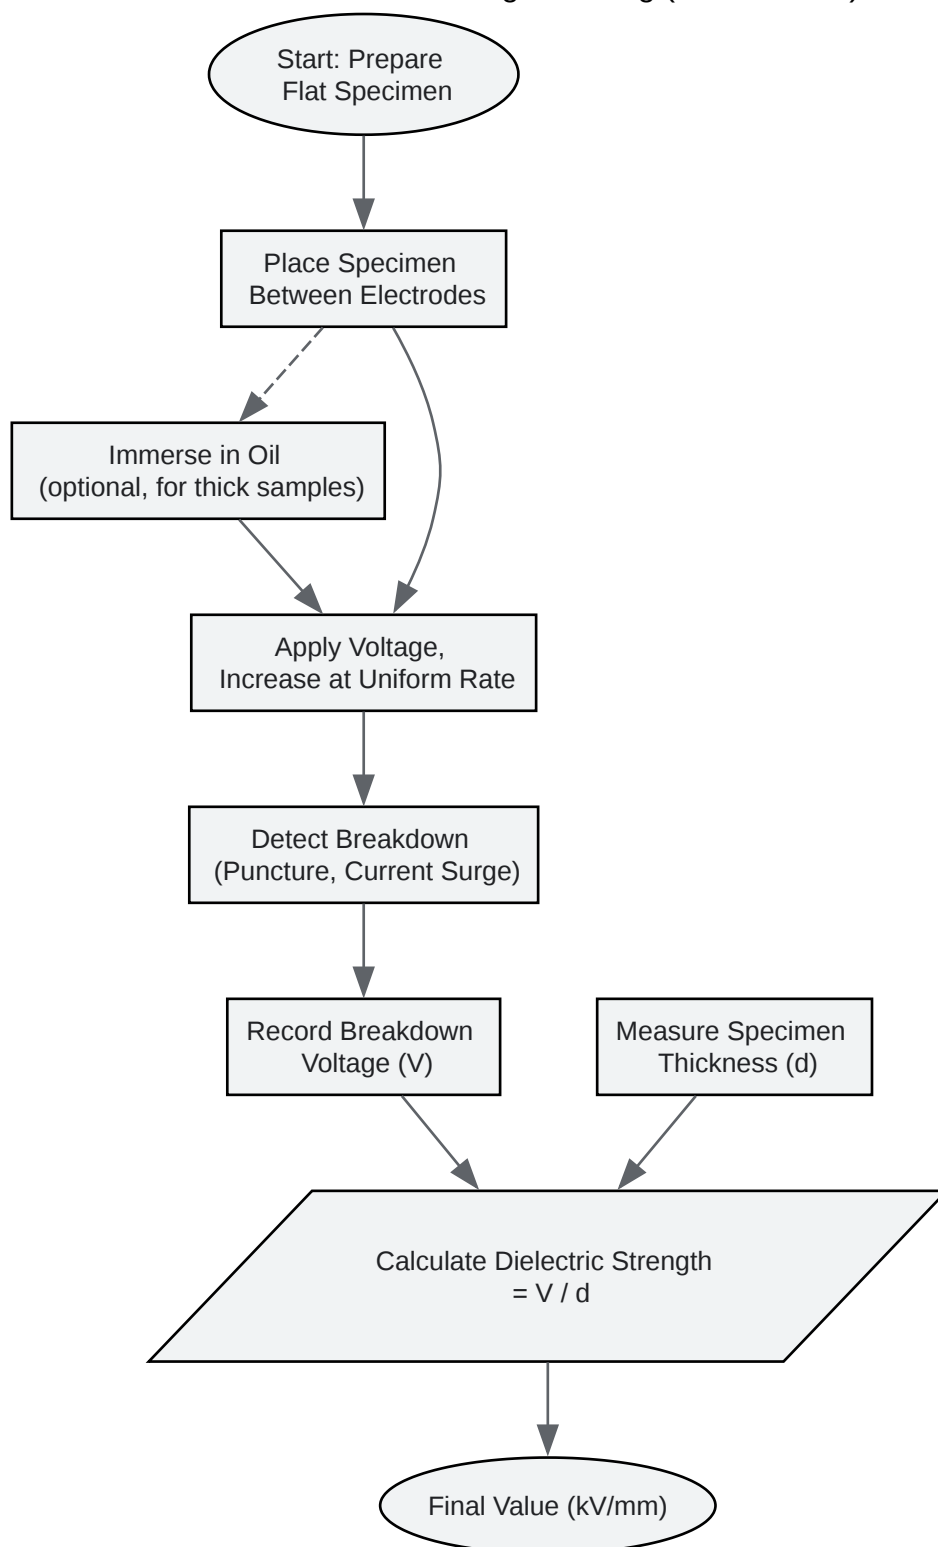 Start: Prepare
Flat Specimen
Place Specimen
Between Electrodes
Immerse in Oil
(optional, for thick samples)
Apply Voltage,
Increase at Uniform Rate
Detect Breakdown
(Puncture, Current Surge)
Record Breakdown
Voltage (V)
Measure Specimen
Thickness (d)
Calculate Dielectric Strength
= V / d
Final Value (kV/mm)